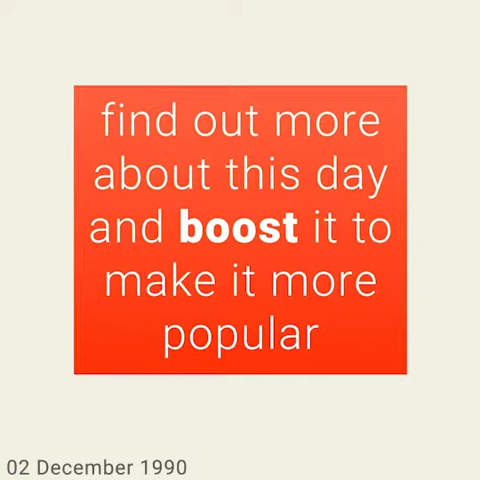 find out more
about this day
and boost it to
make it more
popular
02 December 1990